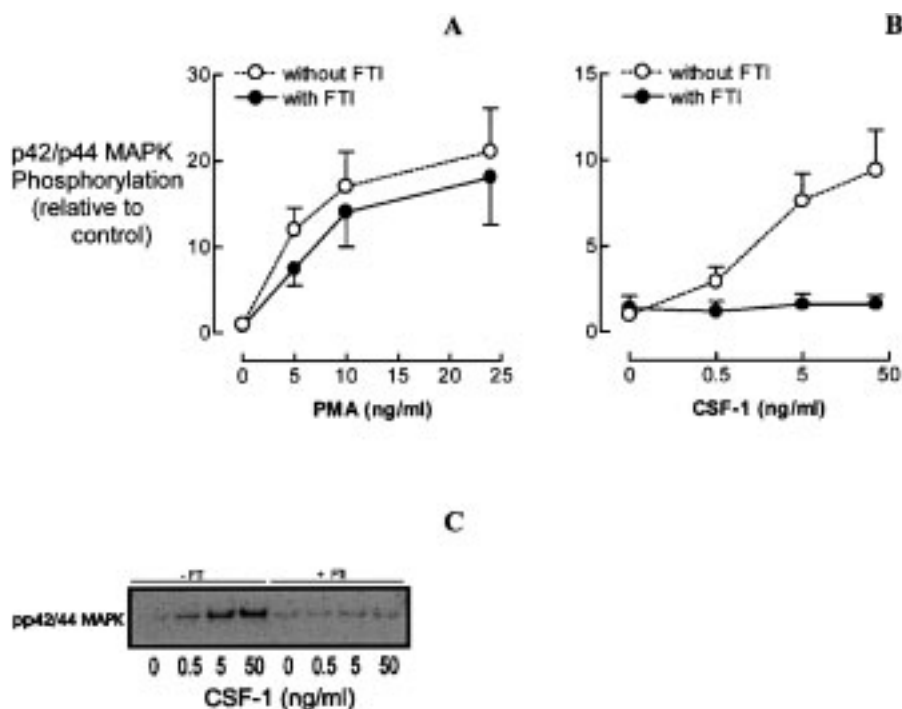 A
without FTI
with FTI
30
20
10
0
p42/p44 MAPK
Phosphorylation
(relative to
control)
0 5 10 15 20 25
PMA (ng/ml)
B
without FTI
with FTI
15
10
5
0
0 0.5 5 50
CSF-1 (ng/ml)
C
- FT + FTI
pp42/44 MAPK
0 0.5 5 50 0 0.5 5 50
CSF-1 (ng/ml)